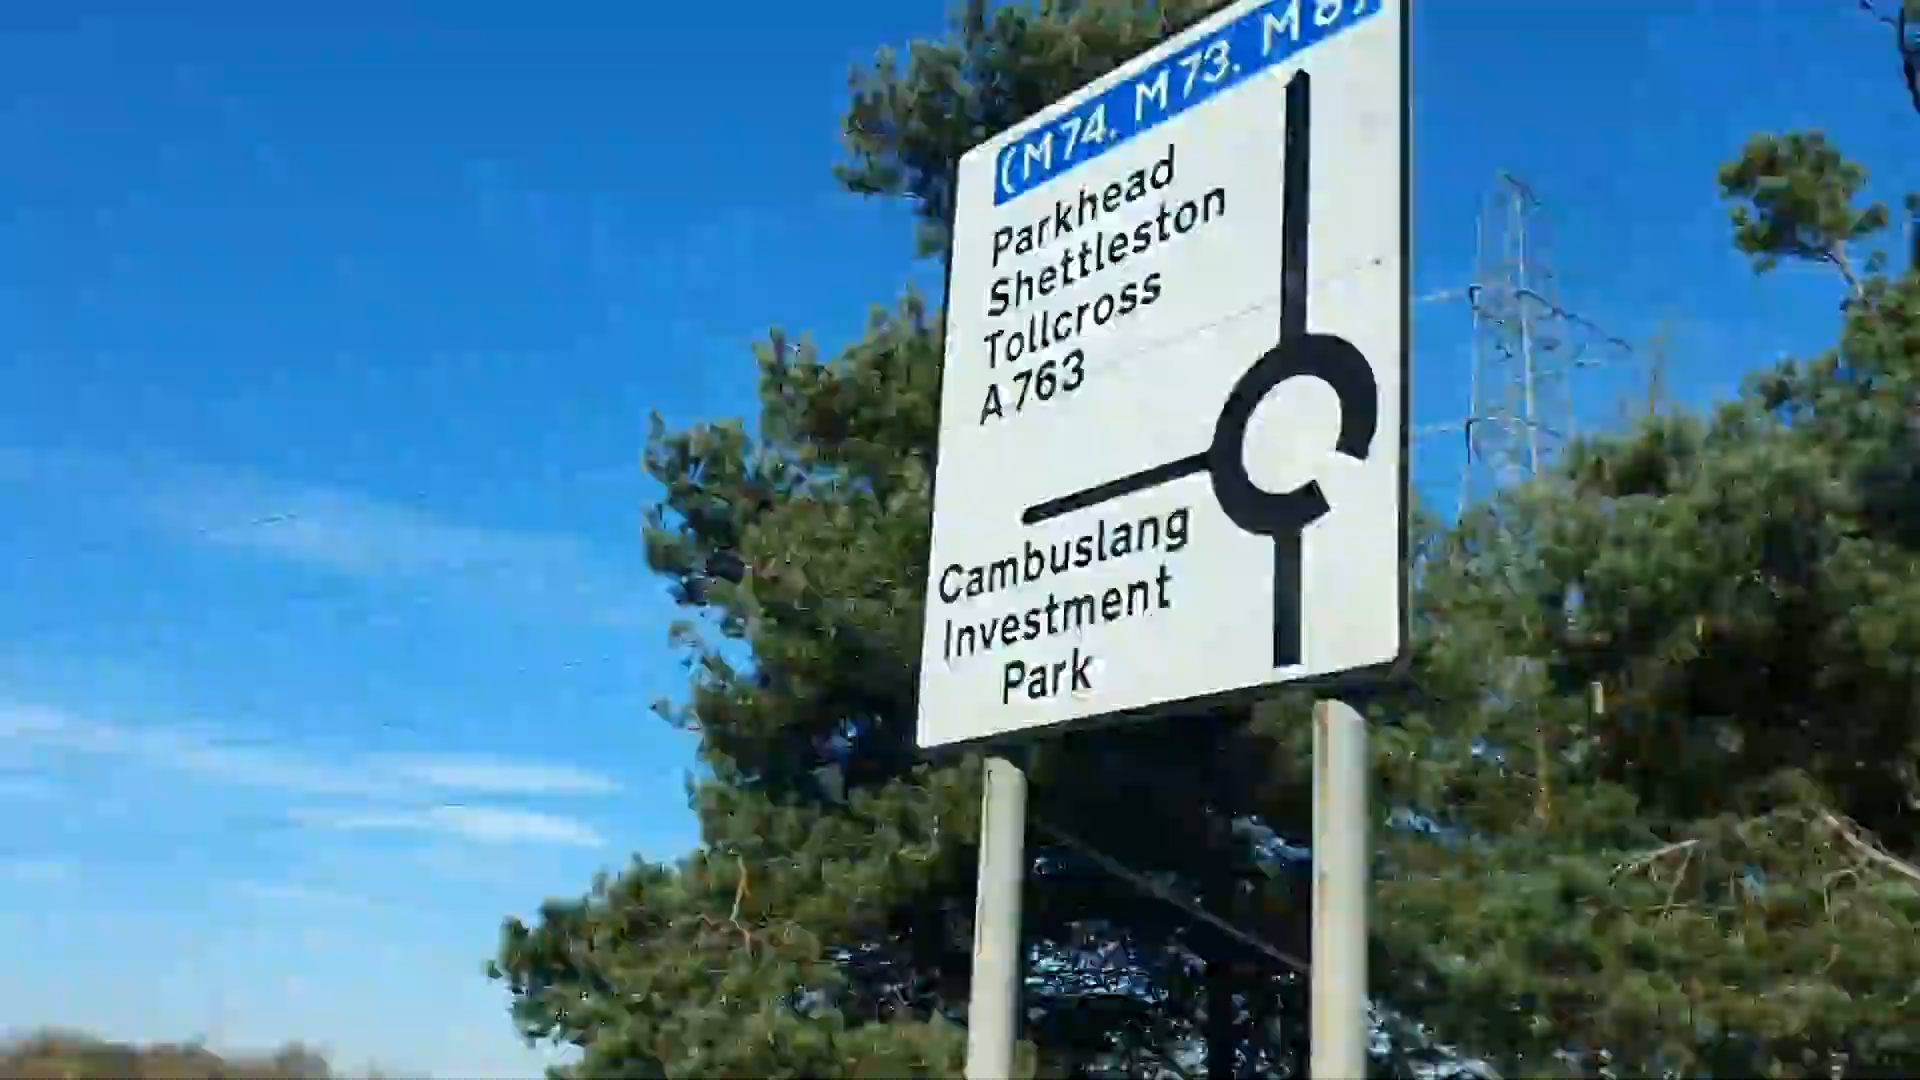 (M74, M73, M8)
Parkhead
Shettleston
Tollcross
A763
Cambuslang
Investment
Park